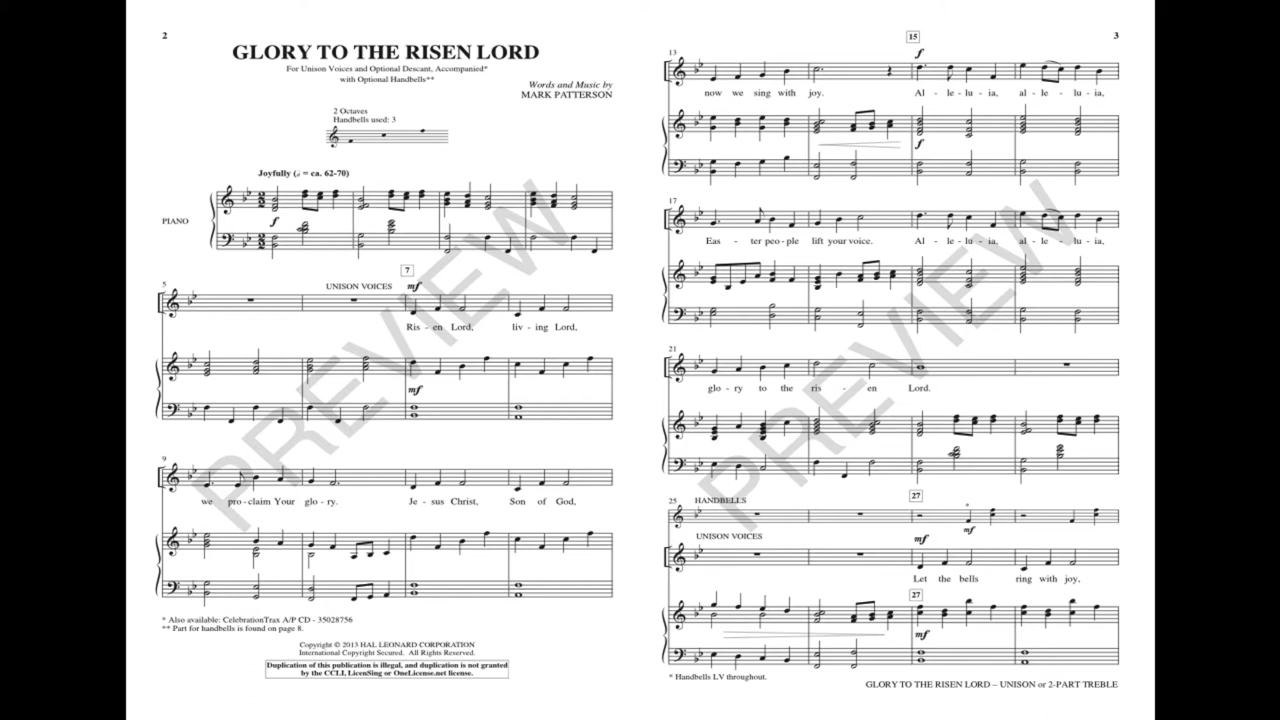 2
GLORY TO THE RISEN LORD
For Unison Voices and Optional Descant, Accompanied*
with Optional Handbells**
Words and Music by
MARK PATTERSON
2 Octaves
Handbells used: 3
Joyfully (𝅗𝅥 = ca. 62-70)
PIANO
f
5
7
UNISON VOICES
mf
Ris - en Lord, liv - ing Lord,
mf
9
we pro - claim Your glo - ry. Je - sus Christ, Son of God,
* Also available: CelebrationTrax A/P CD - 35028756
** Part for handbells is found on page 8.
Copyright © 2013 HAL LEONARD CORPORATION
International Copyright Secured. All Rights Reserved.
Duplication of this publication is illegal, and duplication is not granted
by the CCLI, LicenSing or OneLicense.net license.
PREVIEW
3
13
15
f
now we sing with joy. Al - le - lu - ia, al - le - lu - ia,
f
17
Eas - ter peo - ple lift your voice. Al - le - lu - ia, al - le - lu - ia,
21
glo - ry to the ris - en Lord.
25
HANDBELLS
27
*
mf
UNISON VOICES
mf
Let the bells ring with joy,
27
mf
* Handbells LV throughout.
GLORY TO THE RISEN LORD – UNISON or 2-PART TREBLE
PREVIEW